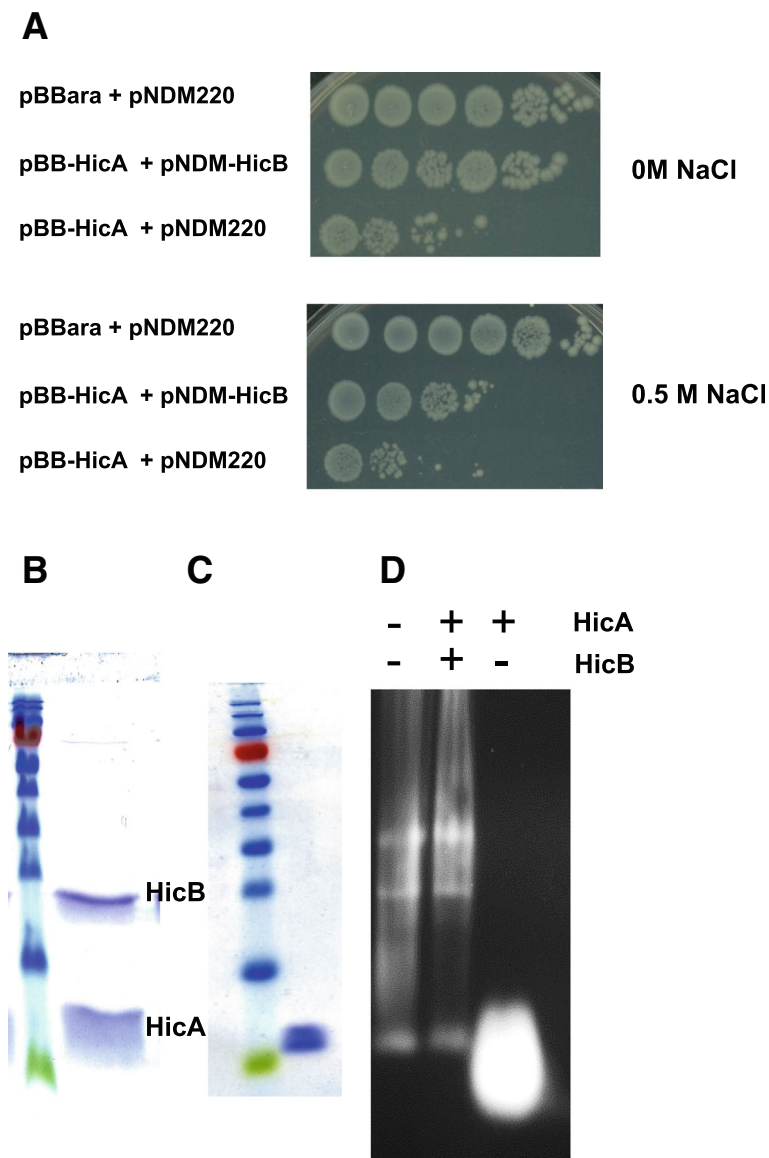 A
pBBara + pNDM220
pBB-HicA + pNDM-HicB
0M NaCl
pBB-HicA + pNDM220
pBBara + pNDM220
pBB-HicA + pNDM-HicB
0.5 M NaCl
pBB-HicA + pNDM220
B
C
D
- + + HicA
- + - HicB
HicB
HicA